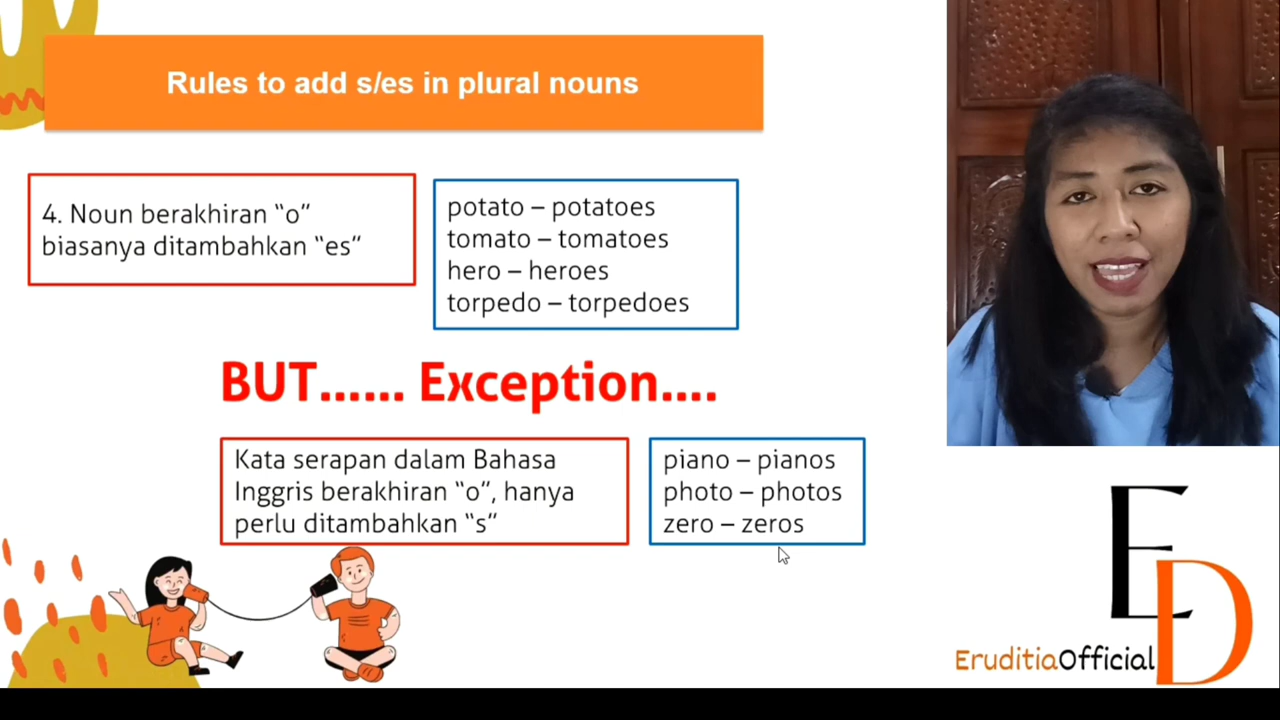 Rules to add s/es in plural nouns
4. Noun berakhiran “o”
biasanya ditambahkan “es”
potato – potatoes
tomato – tomatoes
hero – heroes
torpedo – torpedoes
BUT...... Exception....
Kata serapan dalam Bahasa
Inggris berakhiran “o”, hanya
perlu ditambahkan “s”
piano – pianos
photo – photos
zero – zeros
ED
EruditiaOfficial